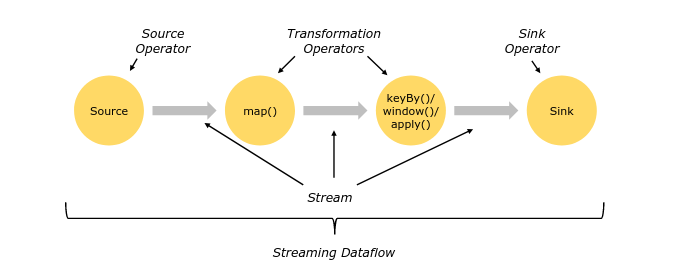 Source
Operator
Transformation
Operators
Sink
Operator
Source
map()
keyBy()/
window()/
apply()
Sink
Stream
Streaming Dataflow